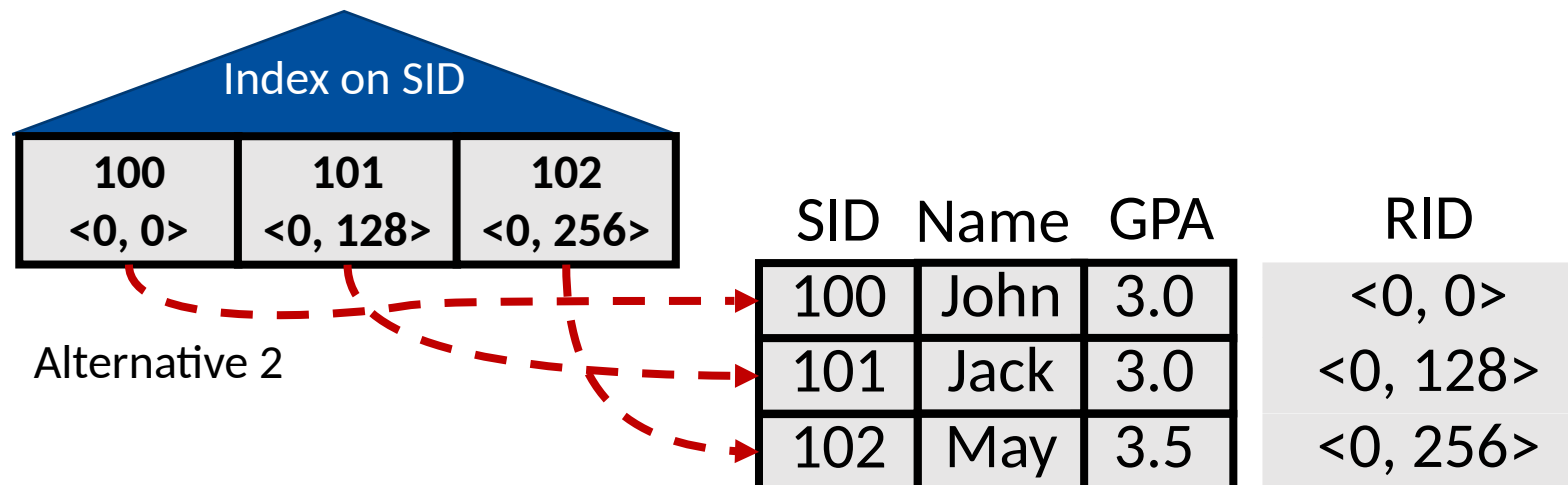 Index on SID
100 101 102
<0, 0> <0, 128> <0, 256>
SID Name GPA RID
100 John 3.0 <0, 0>
Alternative 2
101 Jack 3.0 <0, 128>
102 May 3.5 <0, 256>